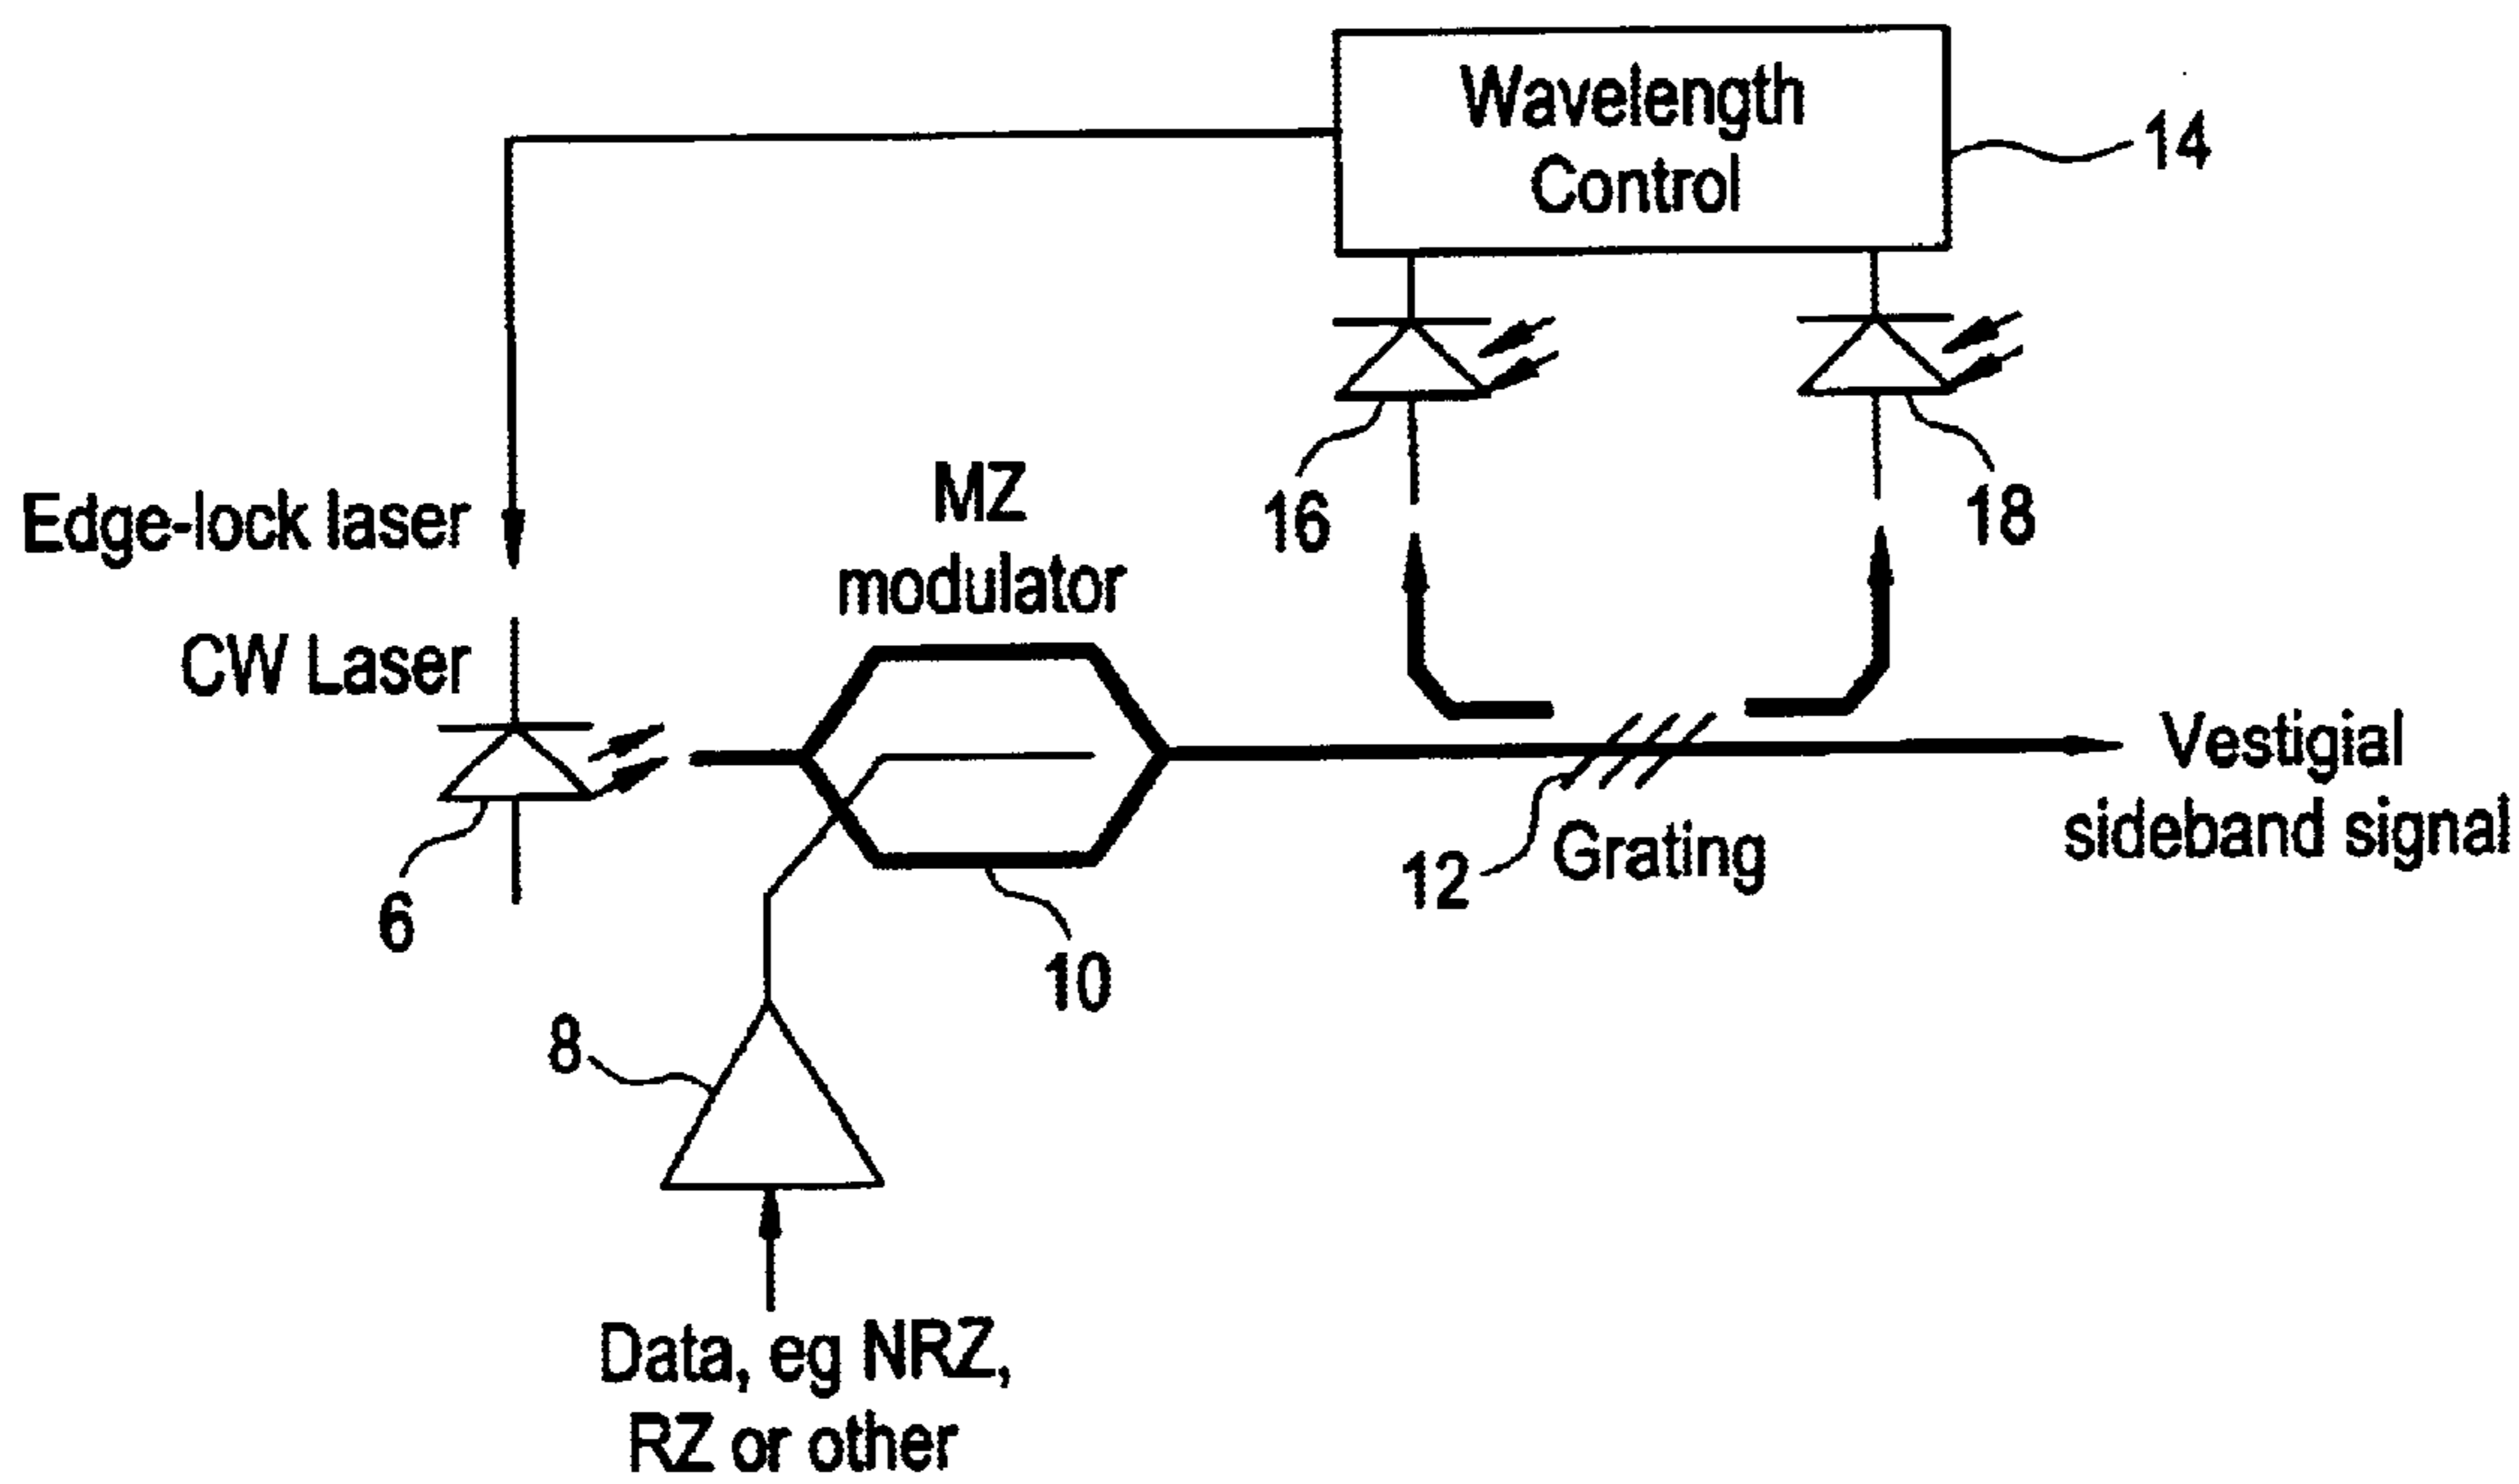 Wavelength
Control
14
Edge-lock laser
MZ
modulator
16
18
CW Laser
Vestigial
sideband signal
12
Grating
6
10
8
Data, eg NRZ,
RZ or other